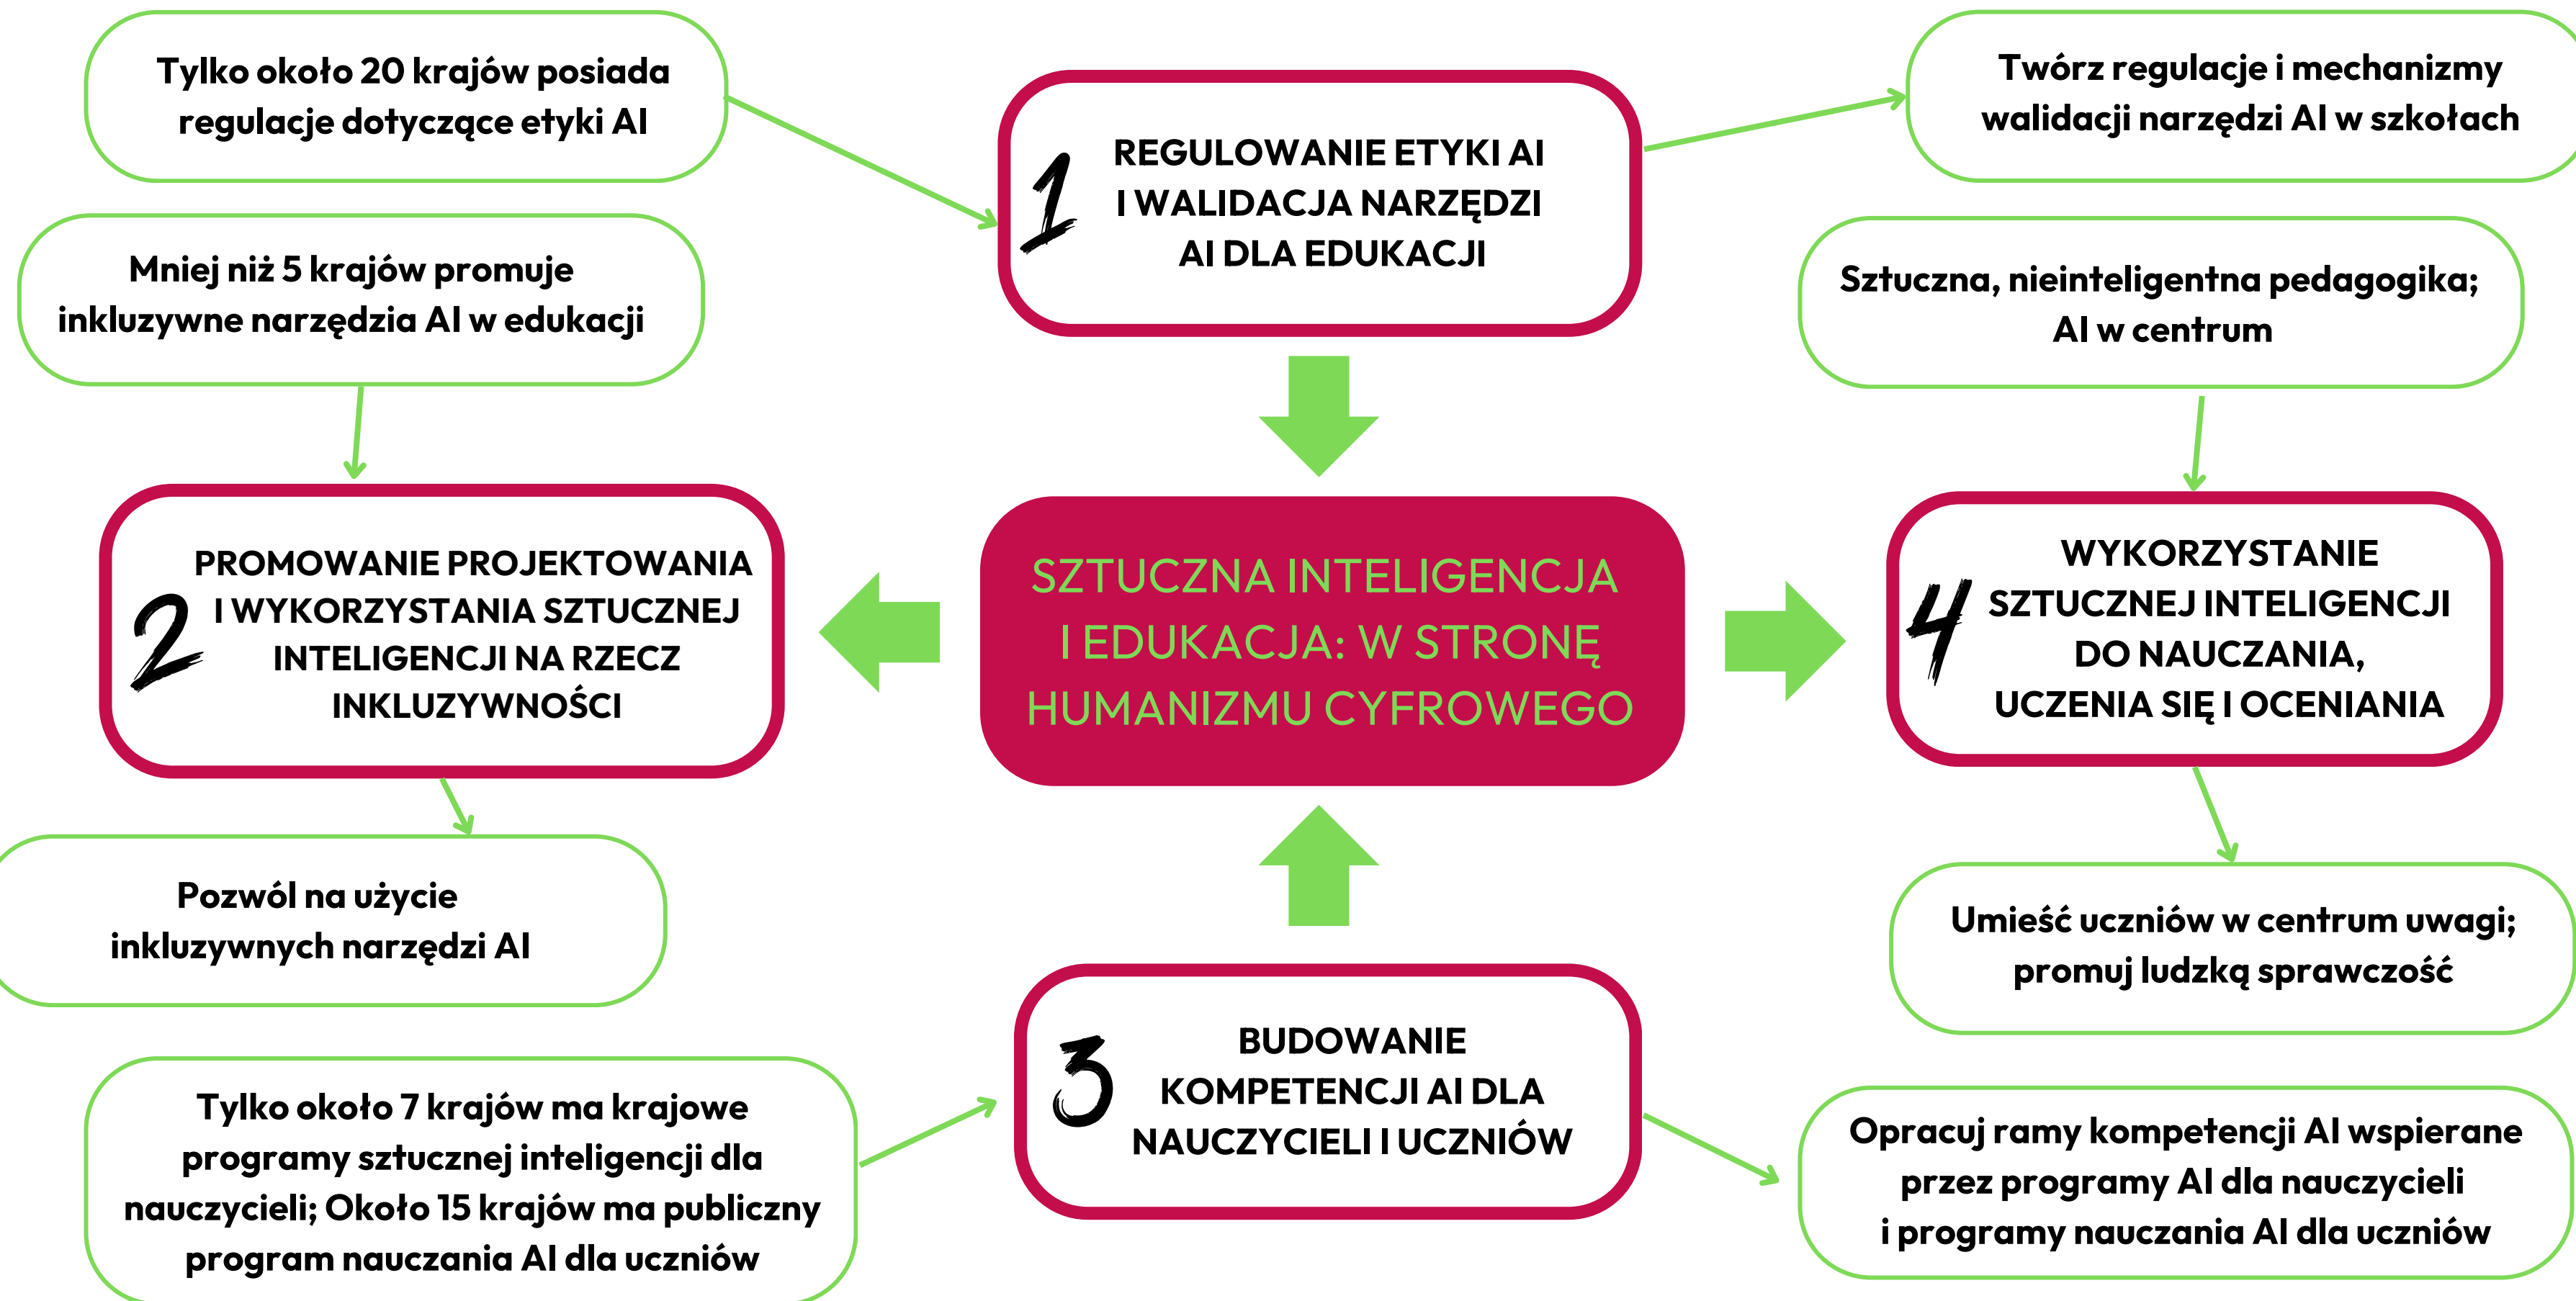 Tylko około 20 krajów posiada
regulacje dotyczące etyki AI
1
REGULOWANIE ETYKI AI
I WALIDACJA NARZĘDZI
AI DLA EDUKACJI
Twórz regulacje i mechanizmy
walidacji narzędzi AI w szkołach
Mniej niż 5 krajów promuje
inkluzywne narzędzia AI w edukacji
Sztuczna, nieinteligentna pedagogika;
AI w centrum
2
PROMOWANIE PROJEKTOWANIA
I WYKORZYSTANIA SZTUCZNEJ
INTELIGENCJI NA RZECZ
INKLUZYWNOŚCI
SZTUCZNA INTELIGENCJA
I EDUKACJA: W STRONĘ
HUMANIZMU CYFROWEGO
4
WYKORZYSTANIE
SZTUCZNEJ INTELIGENCJI
DO NAUCZANIA,
UCZENIA SIĘ I OCENIANIA
Pozwól na użycie
inkluzywnych narzędzi AI
Umieść uczniów w centrum uwagi;
promuj ludzką sprawczość
Tylko około 7 krajów ma krajowe
programy sztucznej inteligencji dla
nauczycieli; Około 15 krajów ma publiczny
program nauczania AI dla uczniów
3
BUDOWANIE
KOMPETENCJI AI DLA
NAUCZYCIELI I UCZNIÓW
Opracuj ramy kompetencji AI wspierane
przez programy AI dla nauczycieli
i programy nauczania AI dla uczniów